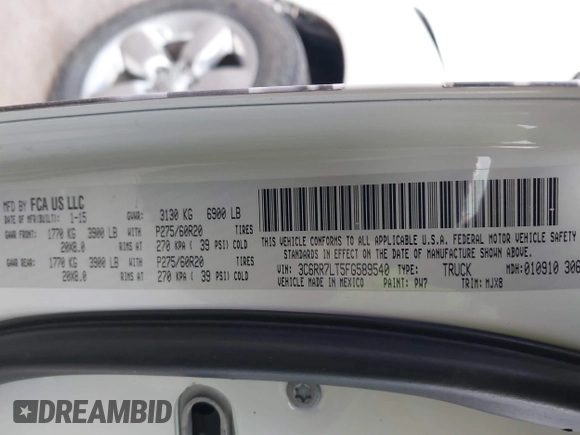 MFD BY FCA US LLC
DATE OF MFR(BUILT): 1-15 GVWR: 3130 KG 6900 LB
GAWR FRONT: 1770 KG 3900 LB WITH P275/60R20 TIRES
20X8.0 RIMS AT 270 KPA ( 39 PSI) COLD
GAWR REAR: 1770 KG 3900 LB WITH P275/60R20 TIRES
20X8.0 RIMS AT 270 KPA ( 39 PSI) COLD
THIS VEHICLE CONFORMS TO ALL APPLICABLE U.S.A. FEDERAL MOTOR VEHICLE SAFETY
STANDARDS IN EFFECT ON THE DATE OF MANUFACTURE SHOWN ABOVE.
VIN: 3C6RR7LT5FG589540 TYPE: TRUCK MDH:010910 306
VEHICLE MADE IN MEXICO PAINT: PW7 TRIM: MJX8
DREAMBID